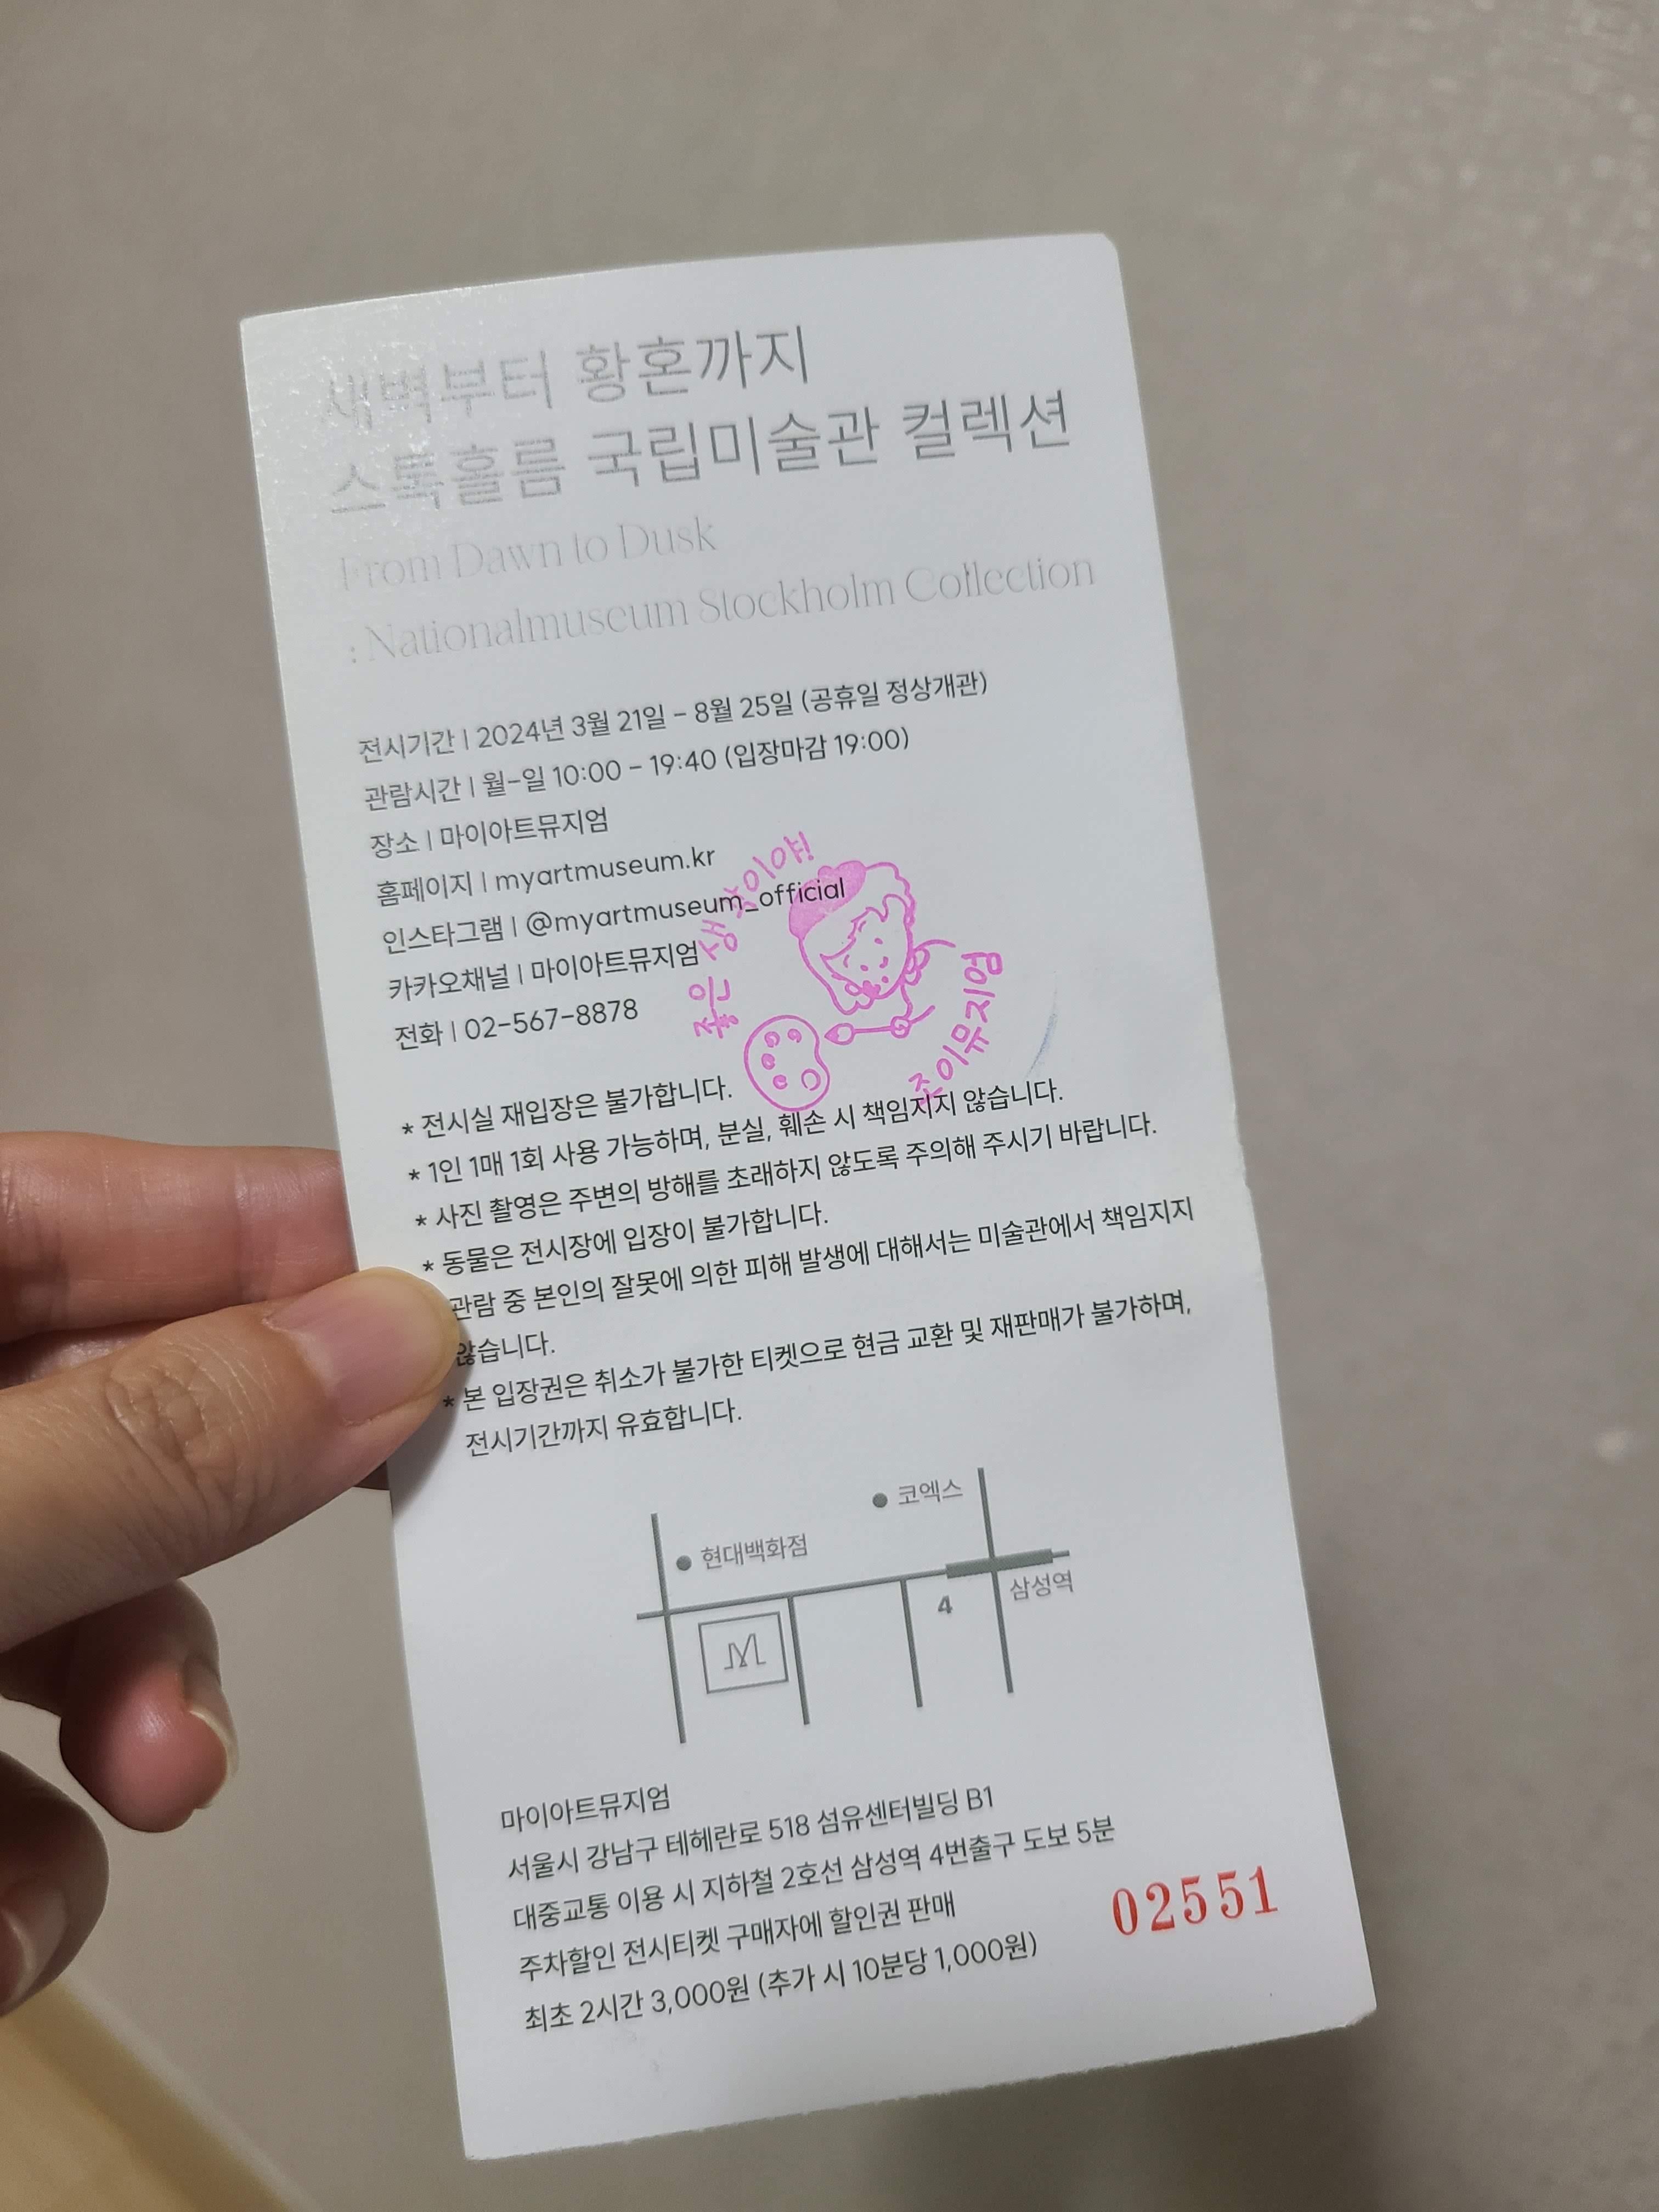 새벽부터 황혼까지
스톡홀름 국립미술관 컬렉션
From Dawn to Dusk
: Nationalmuseum Stockholm Collection
전시기간 | 2024년 3월 21일 - 8월 25일 (공휴일 정상개관)
관람시간 | 월-일 10:00 - 19:40 (입장마감 19:00)
장소 | 마이아트뮤지엄
홈페이지 | myartmuseum.kr
인스타그램 | @myartmuseum_official
카카오채널 | 마이아트뮤지엄
전화 | 02-567-8878
좋은 생각이야!
조이뮤지엄
* 전시실 재입장은 불가합니다.
* 1인 1매 1회 사용 가능하며, 분실, 훼손 시 책임지지 않습니다.
* 사진 촬영은 주변의 방해를 초래하지 않도록 주의해 주시기 바랍니다.
* 동물은 전시장에 입장이 불가합니다.
관람 중 본인의 잘못에 의한 피해 발생에 대해서는 미술관에서 책임지지
않습니다.
* 본 입장권은 취소가 불가한 티켓으로 현금 교환 및 재판매가 불가하며,
전시기간까지 유효합니다.
코엑스
현대백화점
삼성역
4
M
마이아트뮤지엄
서울시 강남구 테헤란로 518 섬유센터빌딩 B1
대중교통 이용 시 지하철 2호선 삼성역 4번출구 도보 5분
주차할인 전시티켓 구매자에 할인권 판매
최초 2시간 3,000원 (추가 시 10분당 1,000원)
02551